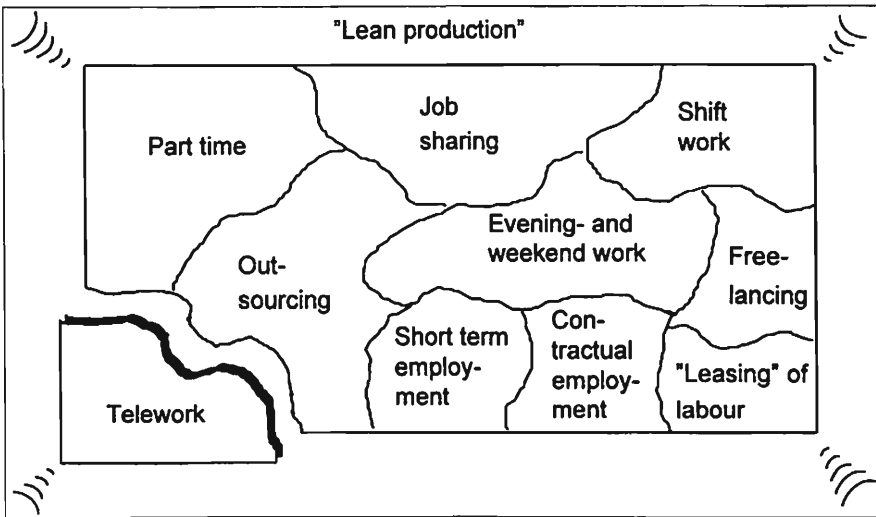 "Lean production"
Part time
Job
sharing
Shift
work
Out-
sourcing
Evening- and
weekend work
Free-
lancing
Short term
employ-
ment
Con-
tractual
employ-
ment
"Leasing" of
labour
Telework